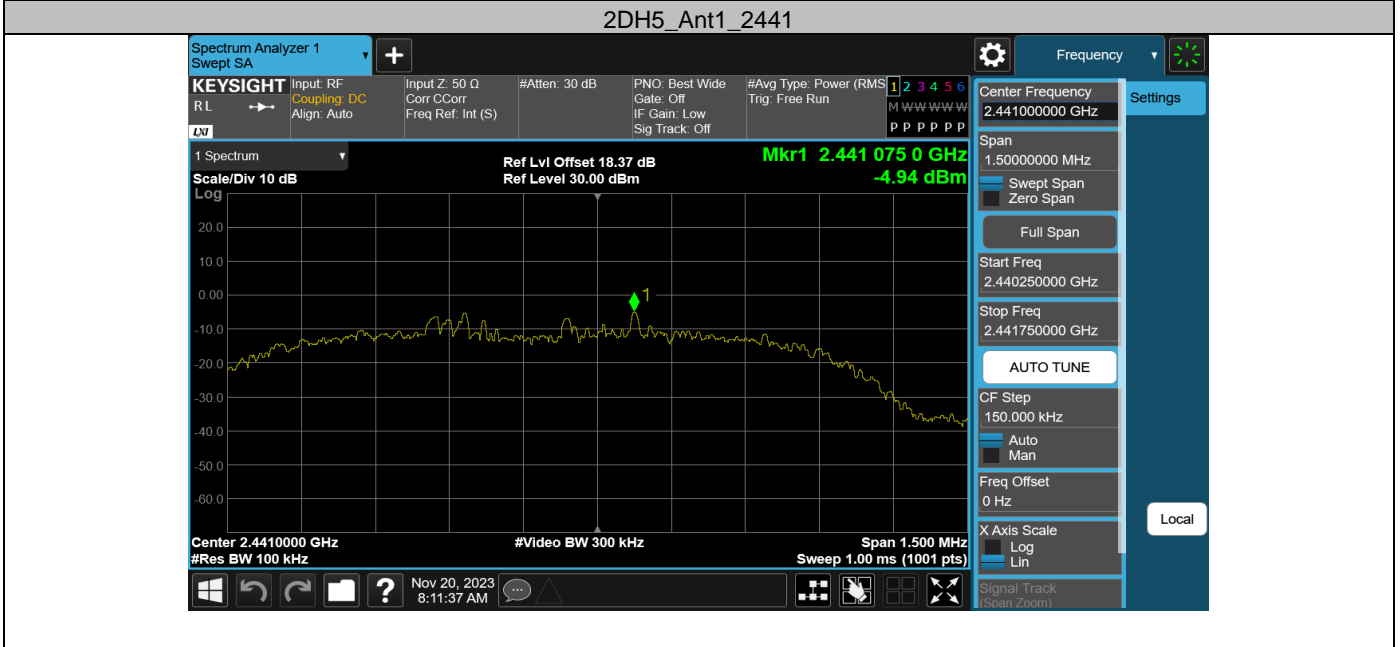 2DH5_Ant1_2441
Spectrum Analyzer 1
Swept SA
+
Frequency
KEYSIGHT
RL
LXI
Input: RF
Coupling: DC
Align: Auto
Input Z: 50 Ω
Corr CCorr
Freq Ref: Int (S)
#Atten: 30 dB
PNO: Best Wide
Gate: Off
IF Gain: Low
Sig Track: Off
#Avg Type: Power (RMS
Trig: Free Run
1 2 3 4 5 6
M W W W W W
P P P P P P
1 Spectrum
Scale/Div 10 dB
Ref Lvl Offset 18.37 dB
Ref Level 30.00 dBm
Mkr1 2.441 075 0 GHz
-4.94 dBm
Log
20.0
10.0
0.00
-10.0
-20.0
-30.0
-40.0
-50.0
-60.0
1
Center 2.4410000 GHz
#Res BW 100 kHz
#Video BW 300 kHz
Span 1.500 MHz
Sweep 1.00 ms (1001 pts)
?
Nov 20, 2023
8:11:37 AM
Center Frequency
2.441000000 GHz
Span
1.50000000 MHz
Swept Span
Zero Span
Full Span
Start Freq
2.440250000 GHz
Stop Freq
2.441750000 GHz
AUTO TUNE
CF Step
150.000 kHz
Auto
Man
Freq Offset
0 Hz
X Axis Scale
Log
Lin
Signal Track
(Span Zoom)
Settings
Local